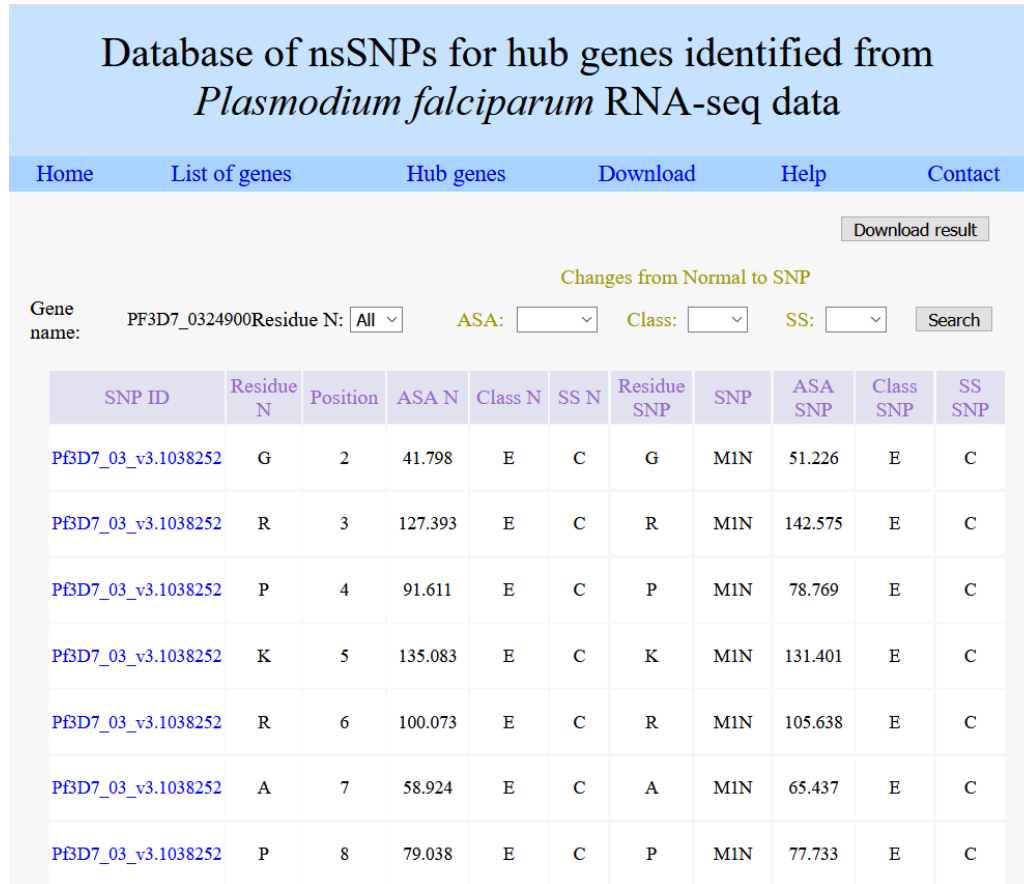 Database of nsSNPs for hub genes identified from
Plasmodium falciparum RNA-seq data
Home List of genes Hub genes Download Help Contact
Download result
Changes from Normal to SNP
Gene name: PF3D7_0324900Residue N: All ASA: Class: SS: Search
SNP ID Residue N Position ASA N Class N SS N Residue SNP SNP ASA SNP Class SNP SS SNP
Pf3D7_03_v3.1038252 G 2 41.798 E C G M1N 51.226 E C
Pf3D7_03_v3.1038252 R 3 127.393 E C R M1N 142.575 E C
Pf3D7_03_v3.1038252 P 4 91.611 E C P M1N 78.769 E C
Pf3D7_03_v3.1038252 K 5 135.083 E C K M1N 131.401 E C
Pf3D7_03_v3.1038252 R 6 100.073 E C R M1N 105.638 E C
Pf3D7_03_v3.1038252 A 7 58.924 E C A M1N 65.437 E C
Pf3D7_03_v3.1038252 P 8 79.038 E C P M1N 77.733 E C